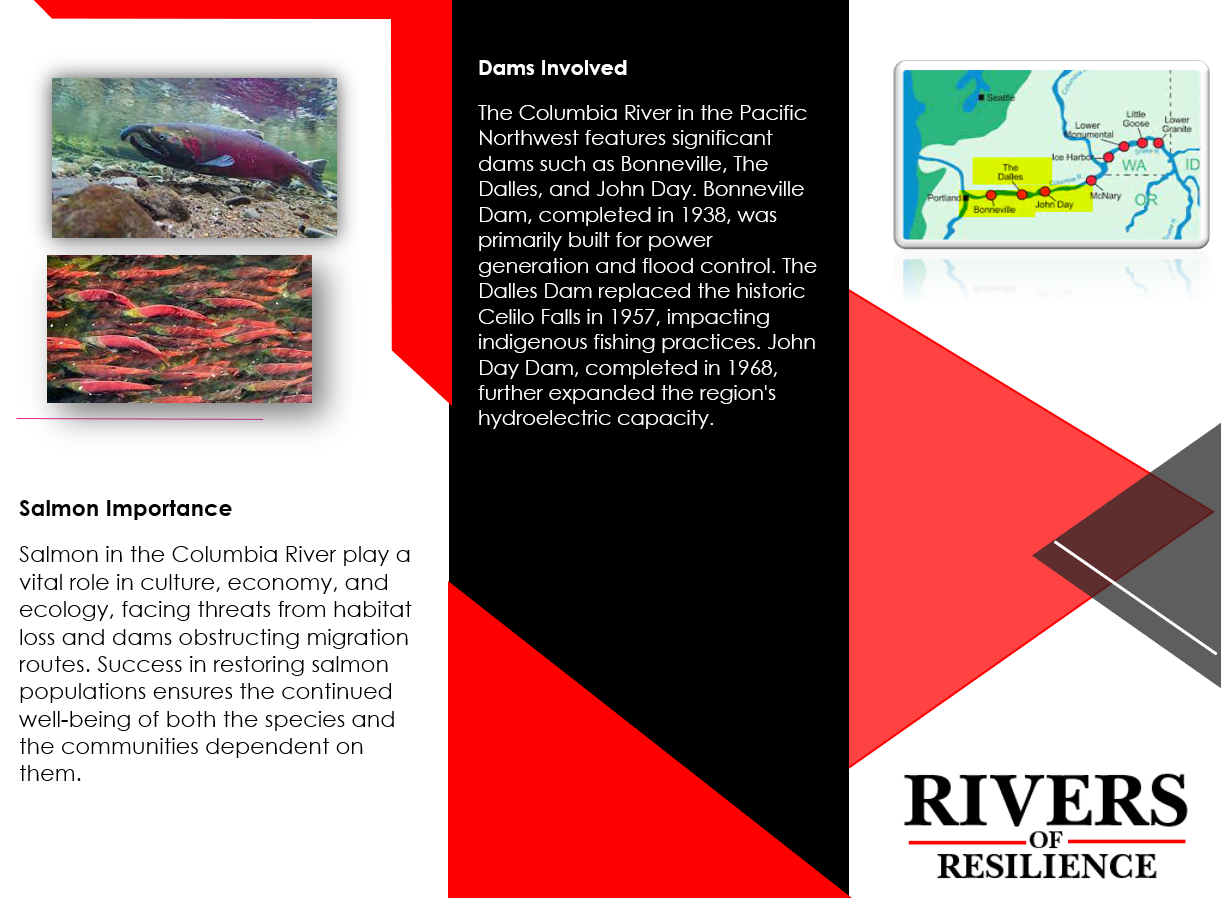 Salmon Importance
Salmon in the Columbia River play a
vital role in culture, economy, and
ecology, facing threats from habitat
loss and dams obstructing migration
routes. Success in restoring salmon
populations ensures the continued
well-being of both the species and
the communities dependent on
them.
Dams Involved
The Columbia River in the Pacific
Northwest features significant
dams such as Bonneville, The
Dalles, and John Day. Bonneville
Dam, completed in 1938, was
primarily built for power
generation and flood control. The
Dalles Dam replaced the historic
Celilo Falls in 1957, impacting
indigenous fishing practices. John
Day Dam, completed in 1968,
further expanded the region's
hydroelectric capacity.
Columbia R.
Seattle
Little
Goose
Lower
Granite
Lower
Monumental
Ice Harbor
Snake R.
WA
ID
The
Dalles
Columbia R.
McNary
Portland
John Day
OR
Bonneville
Snake R.
RIVERS
OF
RESILIENCE